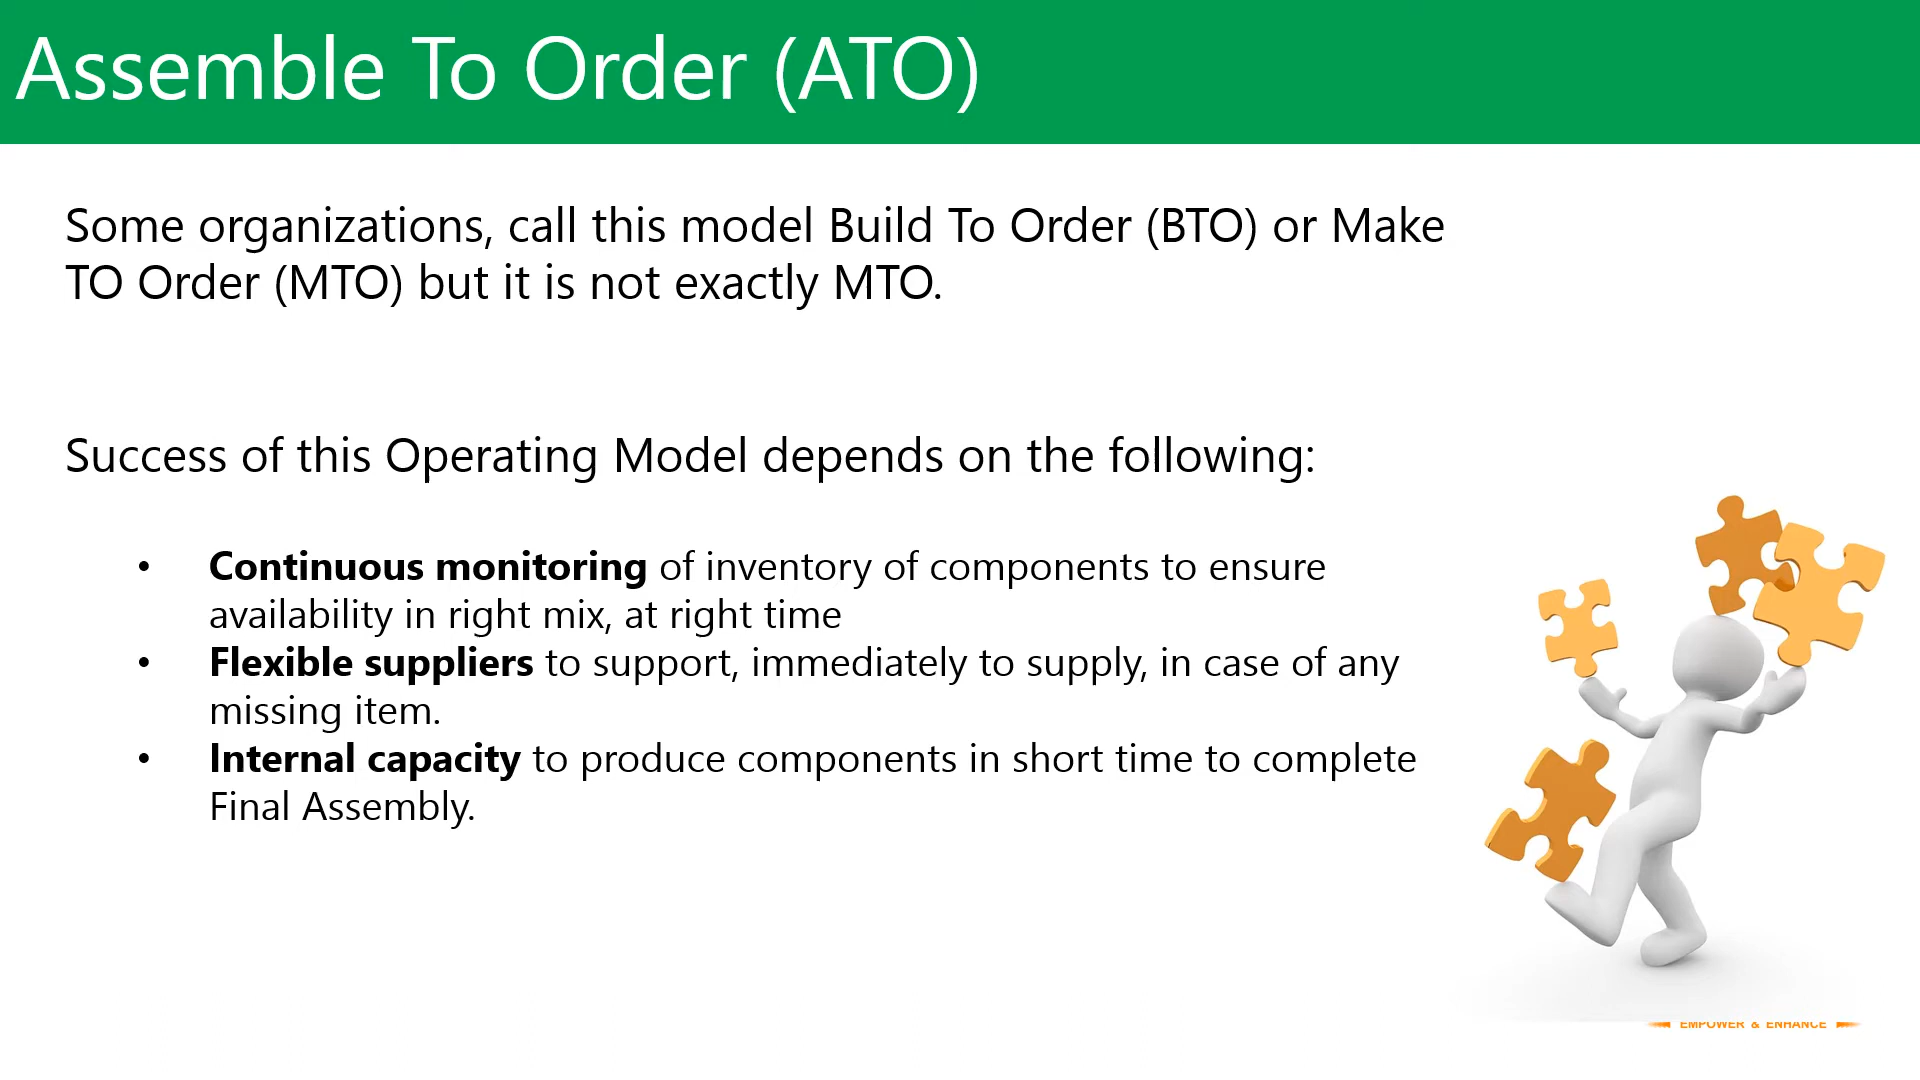 Assemble To Order (ATO)
Some organizations, call this model Build To Order (BTO) or Make
TO Order (MTO) but it is not exactly MTO.
Success of this Operating Model depends on the following:
• Continuous monitoring of inventory of components to ensure
availability in right mix, at right time
• Flexible suppliers to support, immediately to supply, in case of any
missing item.
• Internal capacity to produce components in short time to complete
Final Assembly.
EMPOWER & ENHANCE